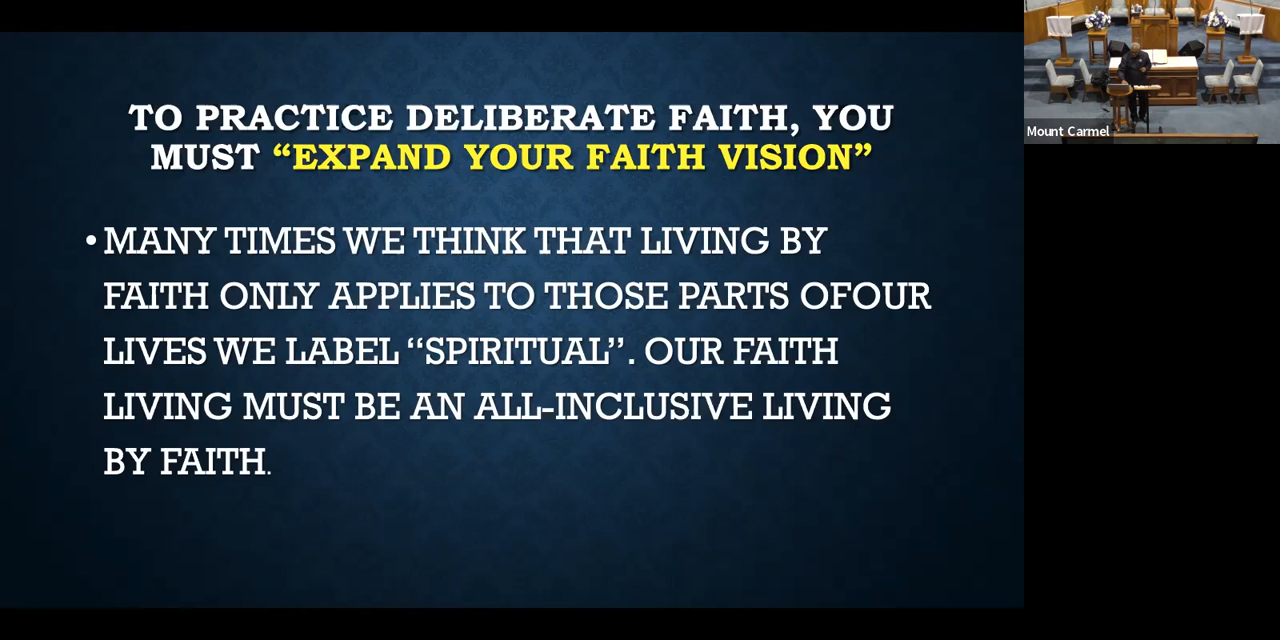 TO PRACTICE DELIBERATE FAITH, YOU
MUST “EXPAND YOUR FAITH VISION”
• MANY TIMES WE THINK THAT LIVING BY
FAITH ONLY APPLIES TO THOSE PARTS OFOUR
LIVES WE LABEL “SPIRITUAL”. OUR FAITH
LIVING MUST BE AN ALL-INCLUSIVE LIVING
BY FAITH.
Mount Carmel